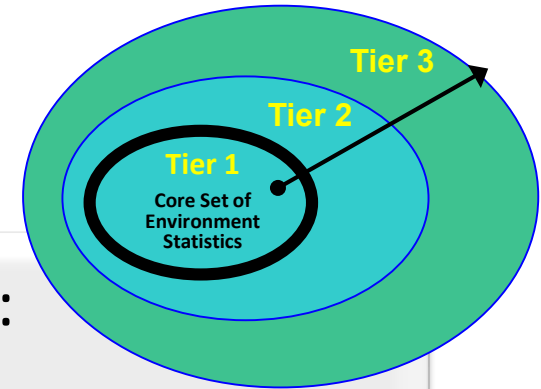 Tier 3
Tier 2
Tier 1
Core Set of
Environment
Statistics
: